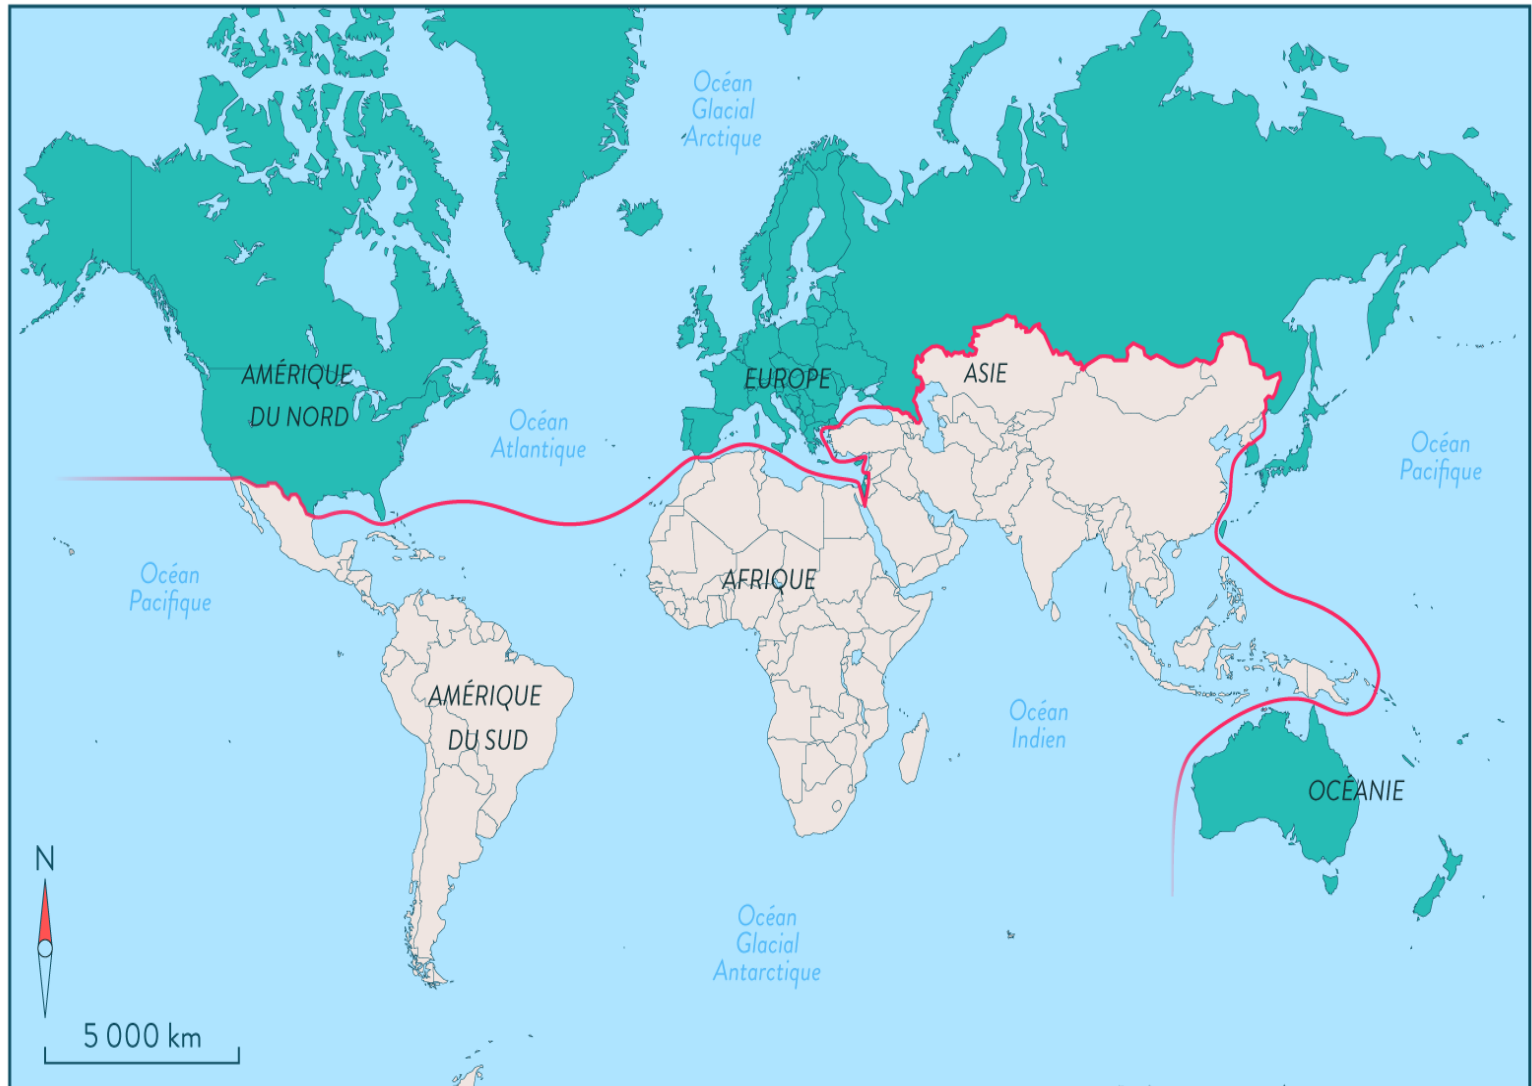 Océan
Glacial
Arctique
AMÉRIQUE
DU NORD
EUROPE
ASIE
Océan
Atlantique
Océan
Pacifique
Océan
Pacifique
AFRIQUE
AMÉRIQUE
DU SUD
Océan
Indien
OCÉANIE
N
Océan
Glacial
Antarctique
5 000 km